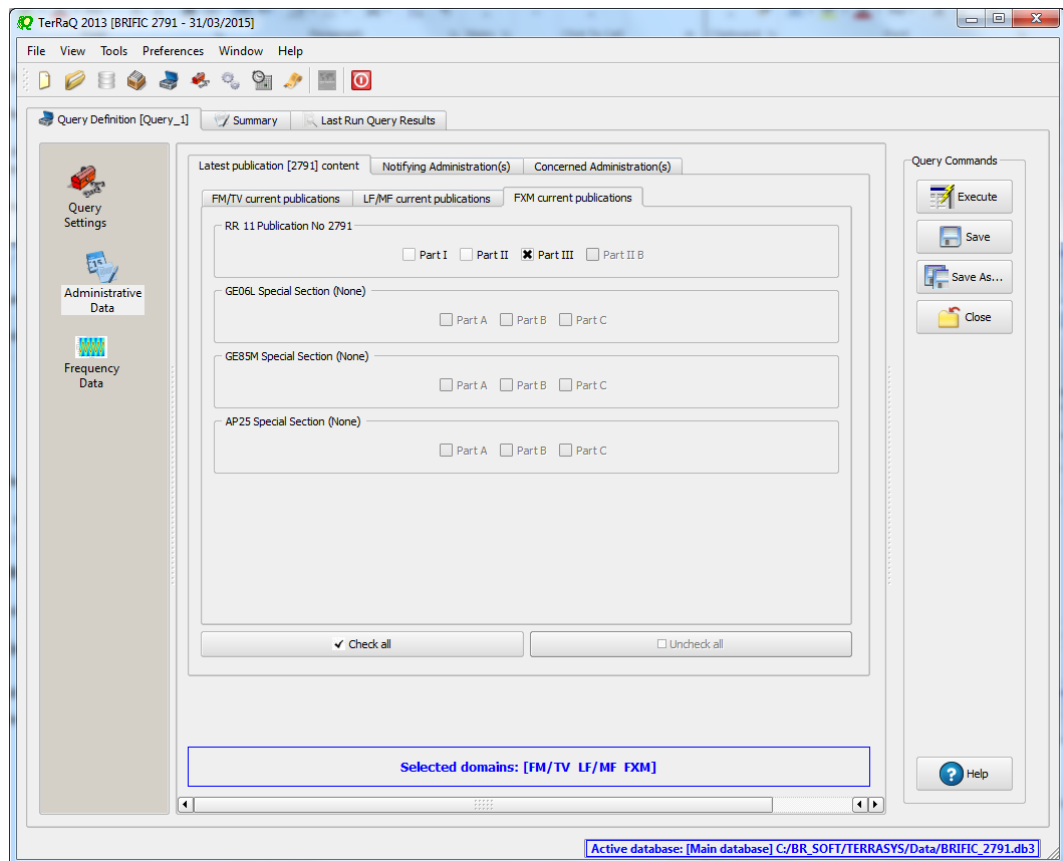 TerRaQ 2013 [BRIFIC 2791 - 31/03/2015]
File View Tools Preferences Window Help
Query Definition [Query_1] Summary Last Run Query Results
Query Settings
Administrative Data
Frequency Data
Latest publication [2791] content Notifying Administration(s) Concerned Administration(s)
FM/TV current publications LF/MF current publications FXM current publications
RR 11 Publication No 2791
Part I Part II Part III Part II B
GE06L Special Section (None)
Part A Part B Part C
GE85M Special Section (None)
Part A Part B Part C
AP25 Special Section (None)
Part A Part B Part C
Check all Uncheck all
Selected domains: [FM/TV LF/MF FXM]
Query Commands
Execute
Save
Save As...
Close
Help
Active database: [Main database] C:/BR_SOFT/TERRASYS/Data/BRIFIC_2791.db3